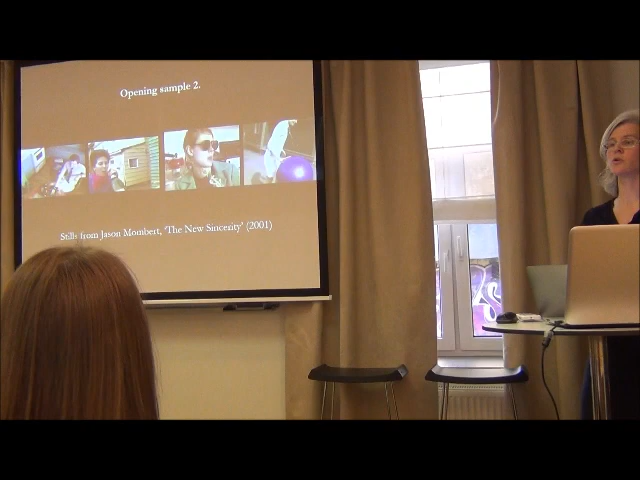 Opening sample 2.
Stills from Jason Mombert, 'The New Sincerity' (2001)